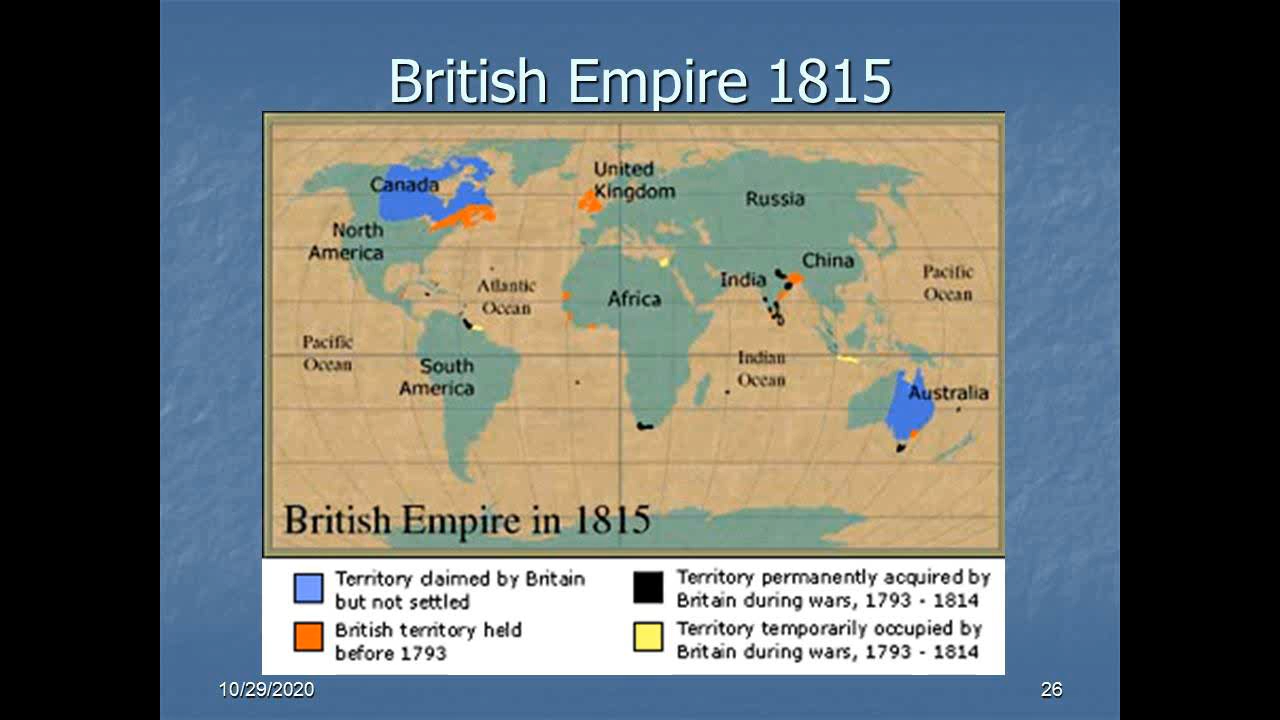 British Empire 1815
United
Kingdom
Canada
Russia
North
America
China
India
Pacific
Ocean
Atlantic
Ocean
Africa
Pacific
Ocean
Indian
Ocean
South
America
Australia
British Empire in 1815
Territory claimed by Britain
but not settled
British territory held
before 1793
Territory permanently acquired by
Britain during wars, 1793 - 1814
Territory temporarily occupied by
Britain during wars, 1793 - 1814
10/29/2020
26